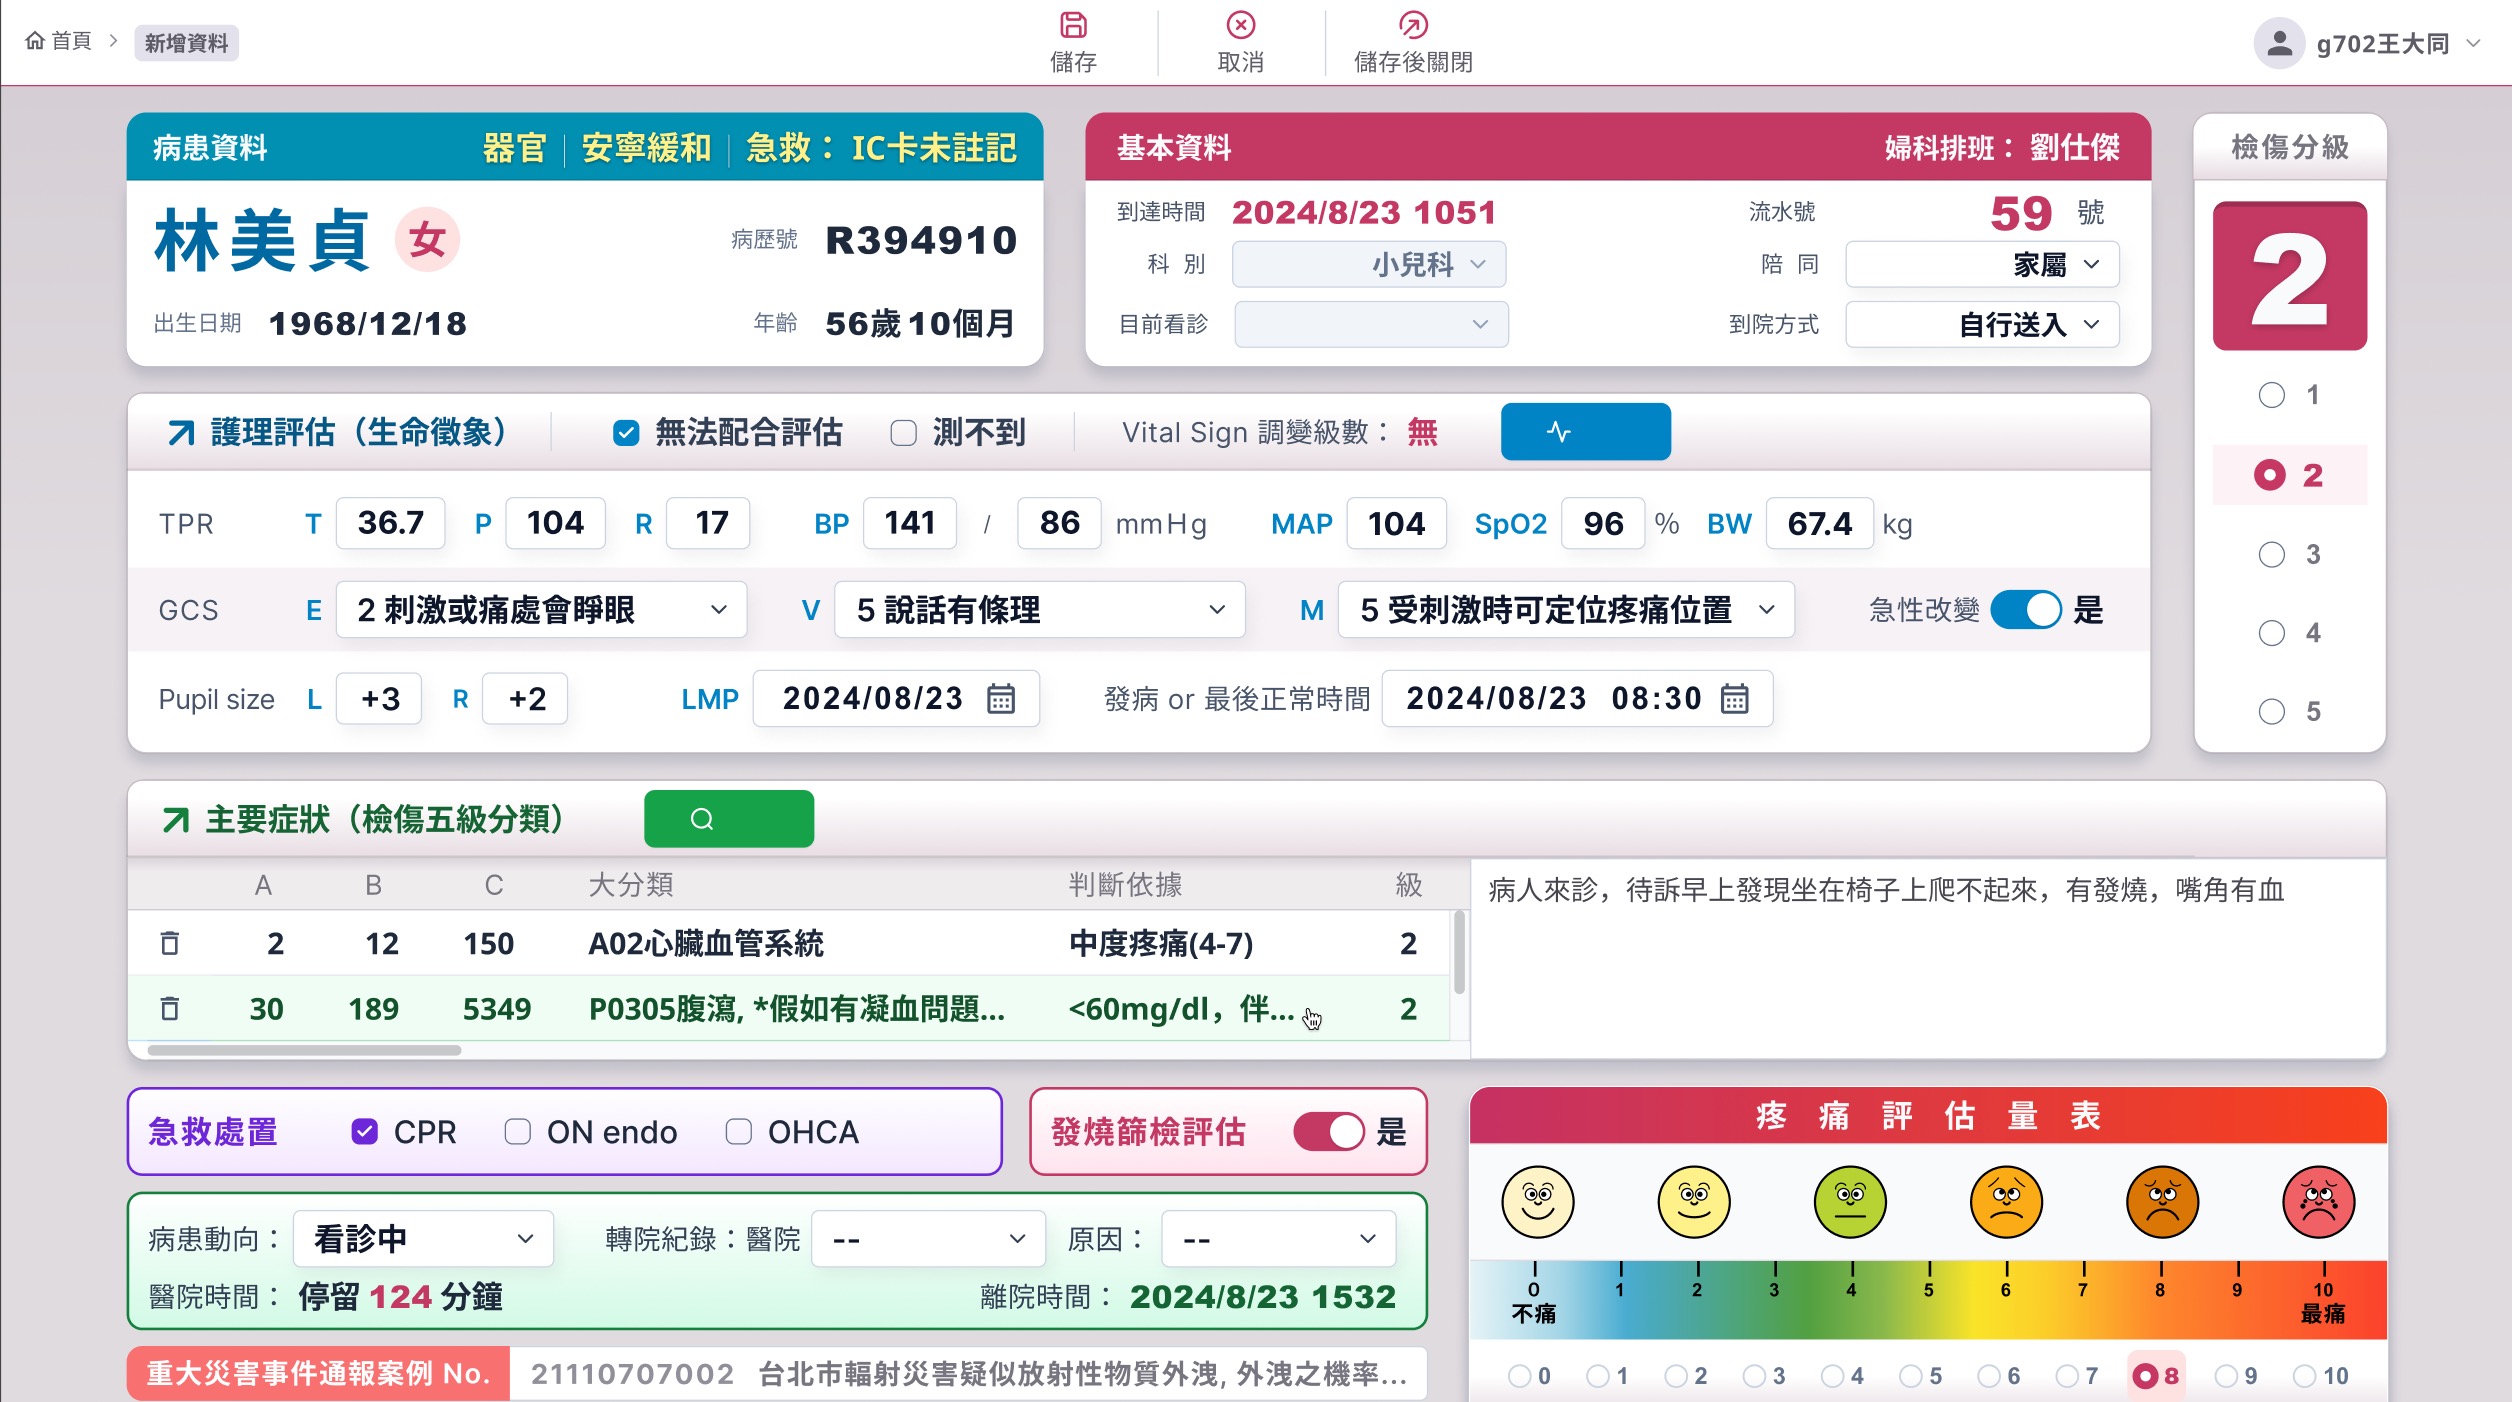 首頁 > 新增資料
儲存
取消
儲存後關閉
g702王大同
病患資料
器官 | 安寧緩和 | 急救： IC卡未註記
林美貞 女
病歷號 R394910
出生日期 1968/12/18
年齡 56歲10個月
基本資料
婦科排班： 劉仕傑
到達時間 2024/8/23 1051
流水號 59 號
科 別 小兒科
陪 同 家屬
目前看診
到院方式 自行送入
檢傷分級
2
1
2
3
4
5
護理評估（生命徵象） 無法配合評估 測不到 Vital Sign 調變級數： 無
TPR T 36.7 P 104 R 17 BP 141 / 86 mmHg MAP 104 SpO2 96 % BW 67.4 kg
GCS E 2 刺激或痛處會睜眼 V 5 說話有條理 M 5 受刺激時可定位疼痛位置 急性改變 是
Pupil size L +3 R +2 LMP 2024/08/23 發病 or 最後正常時間 2024/08/23 08:30
主要症狀（檢傷五級分類）
A B C 大分類 判斷依據 級
2 12 150 A02心臟血管系統 中度疼痛(4-7) 2
30 189 5349 P0305腹瀉, *假如有凝血問題... <60mg/dl，伴... 2
病人來診，待訴早上發現坐在椅子上爬不起來，有發燒，嘴角有血
急救處置 CPR ON endo OHCA
發燒篩檢評估 是
病患動向： 看診中 轉院紀錄：醫院 -- 原因： --
醫院時間： 停留 124 分鐘 離院時間： 2024/8/23 1532
重大災害事件通報案例 No. 21110707002 台北市輻射災害疑似放射性物質外洩, 外洩之機率...
疼痛評估量表
0 1 2 3 4 5 6 7 8 9 10
不痛 最痛
0 1 2 3 4 5 6 7 8 9 10